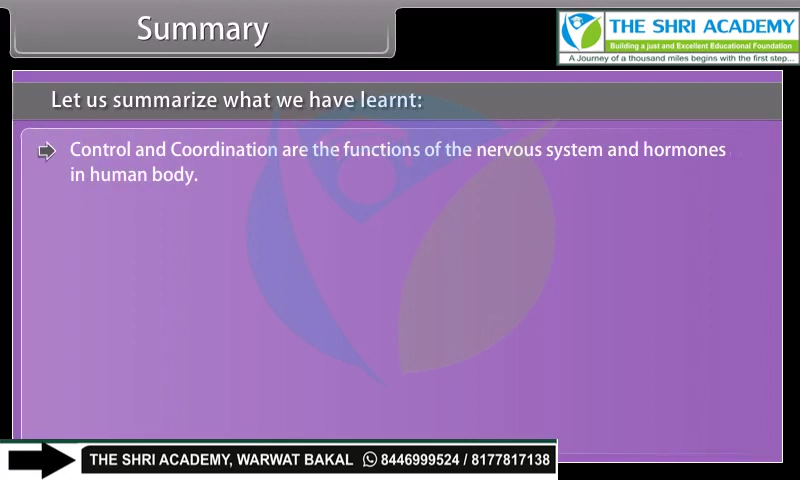 Summary
THE SHRI ACADEMY
Building a just and Excellent Educational Foundation
A Journey of a thousand miles begins with the first step...
Let us summarize what we have learnt:
Control and Coordination are the functions of the nervous system and hormones
in human body.
THE SHRI ACADEMY, WARWAT BAKAL 8446999524 / 8177817138